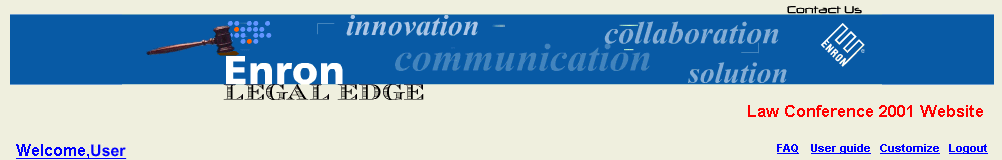 Contact Us
innovation collaboration
communication
solution
ENRON
Enron
LEGAL EDGE
Law Conference 2001 Website
Welcome,User FAQ User guide Customize Logout